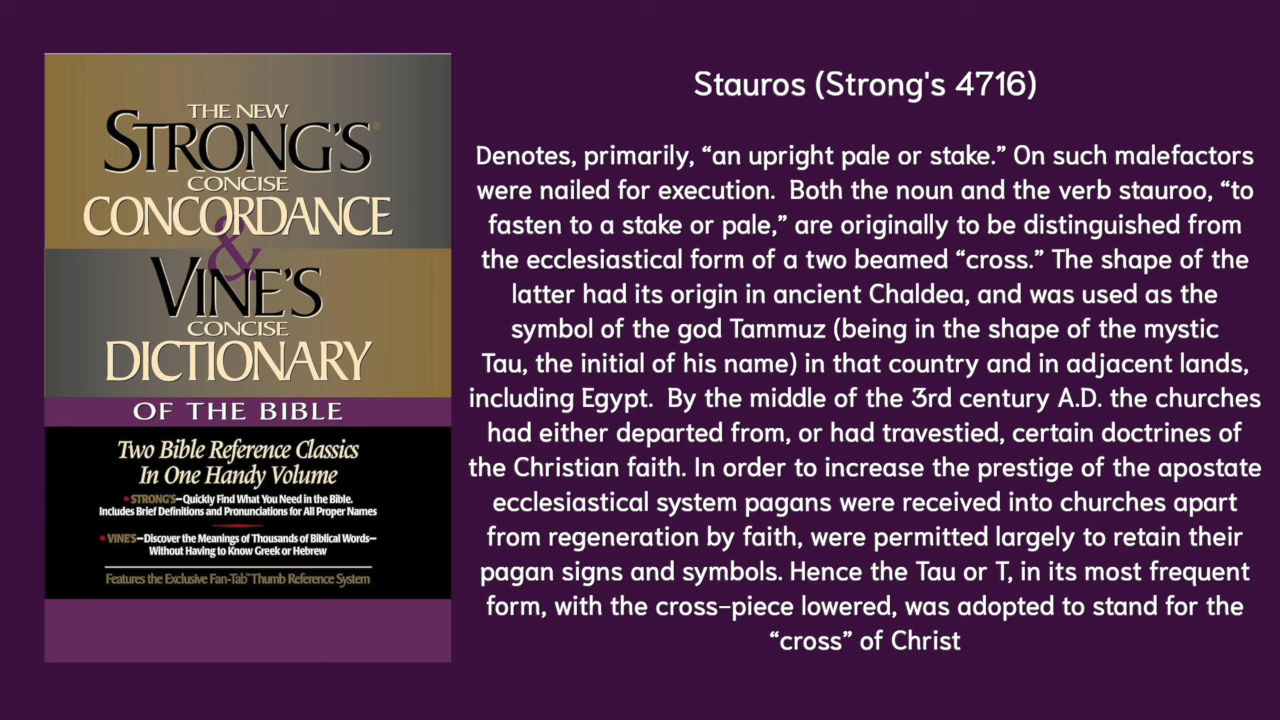 THE NEW
STRONG'S®
CONCISE
CONCORDANCE
&
VINE'S
CONCISE
DICTIONARY
OF THE BIBLE
Two Bible Reference Classics
In One Handy Volume
• STRONG'S—Quickly Find What You Need in the Bible.
Includes Brief Definitions and Pronunciations for All Proper Names
• VINE'S—Discover the Meanings of Thousands of Biblical Words—
Without Having to Know Greek or Hebrew
Features the Exclusive Fan-Tab™ Thumb Reference System
Stauros (Strong's 4716)
Denotes, primarily, “an upright pale or stake.” On such malefactors
were nailed for execution.  Both the noun and the verb stauroo, “to
fasten to a stake or pale,” are originally to be distinguished from
the ecclesiastical form of a two beamed “cross.” The shape of the
latter had its origin in ancient Chaldea, and was used as the
symbol of the god Tammuz (being in the shape of the mystic
Tau, the initial of his name) in that country and in adjacent lands,
including Egypt.  By the middle of the 3rd century A.D. the churches
had either departed from, or had travestied, certain doctrines of
the Christian faith. In order to increase the prestige of the apostate
ecclesiastical system pagans were received into churches apart
from regeneration by faith, were permitted largely to retain their
pagan signs and symbols. Hence the Tau or T, in its most frequent
form, with the cross-piece lowered, was adopted to stand for the
“cross” of Christ